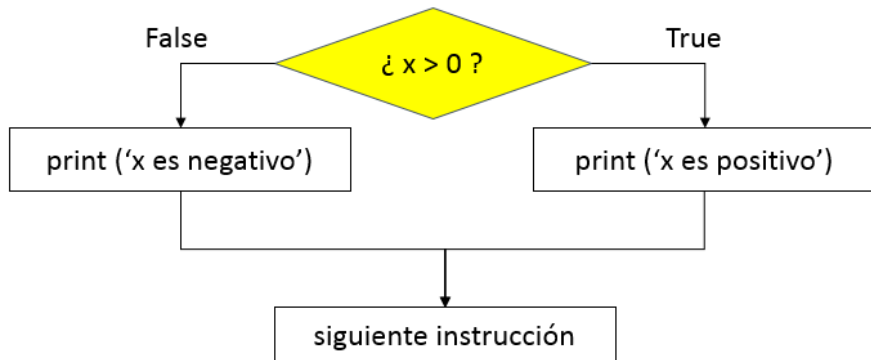 False
¿ x > 0 ?
True
print (‘x es negativo’)
print (‘x es positivo’)
siguiente instrucción